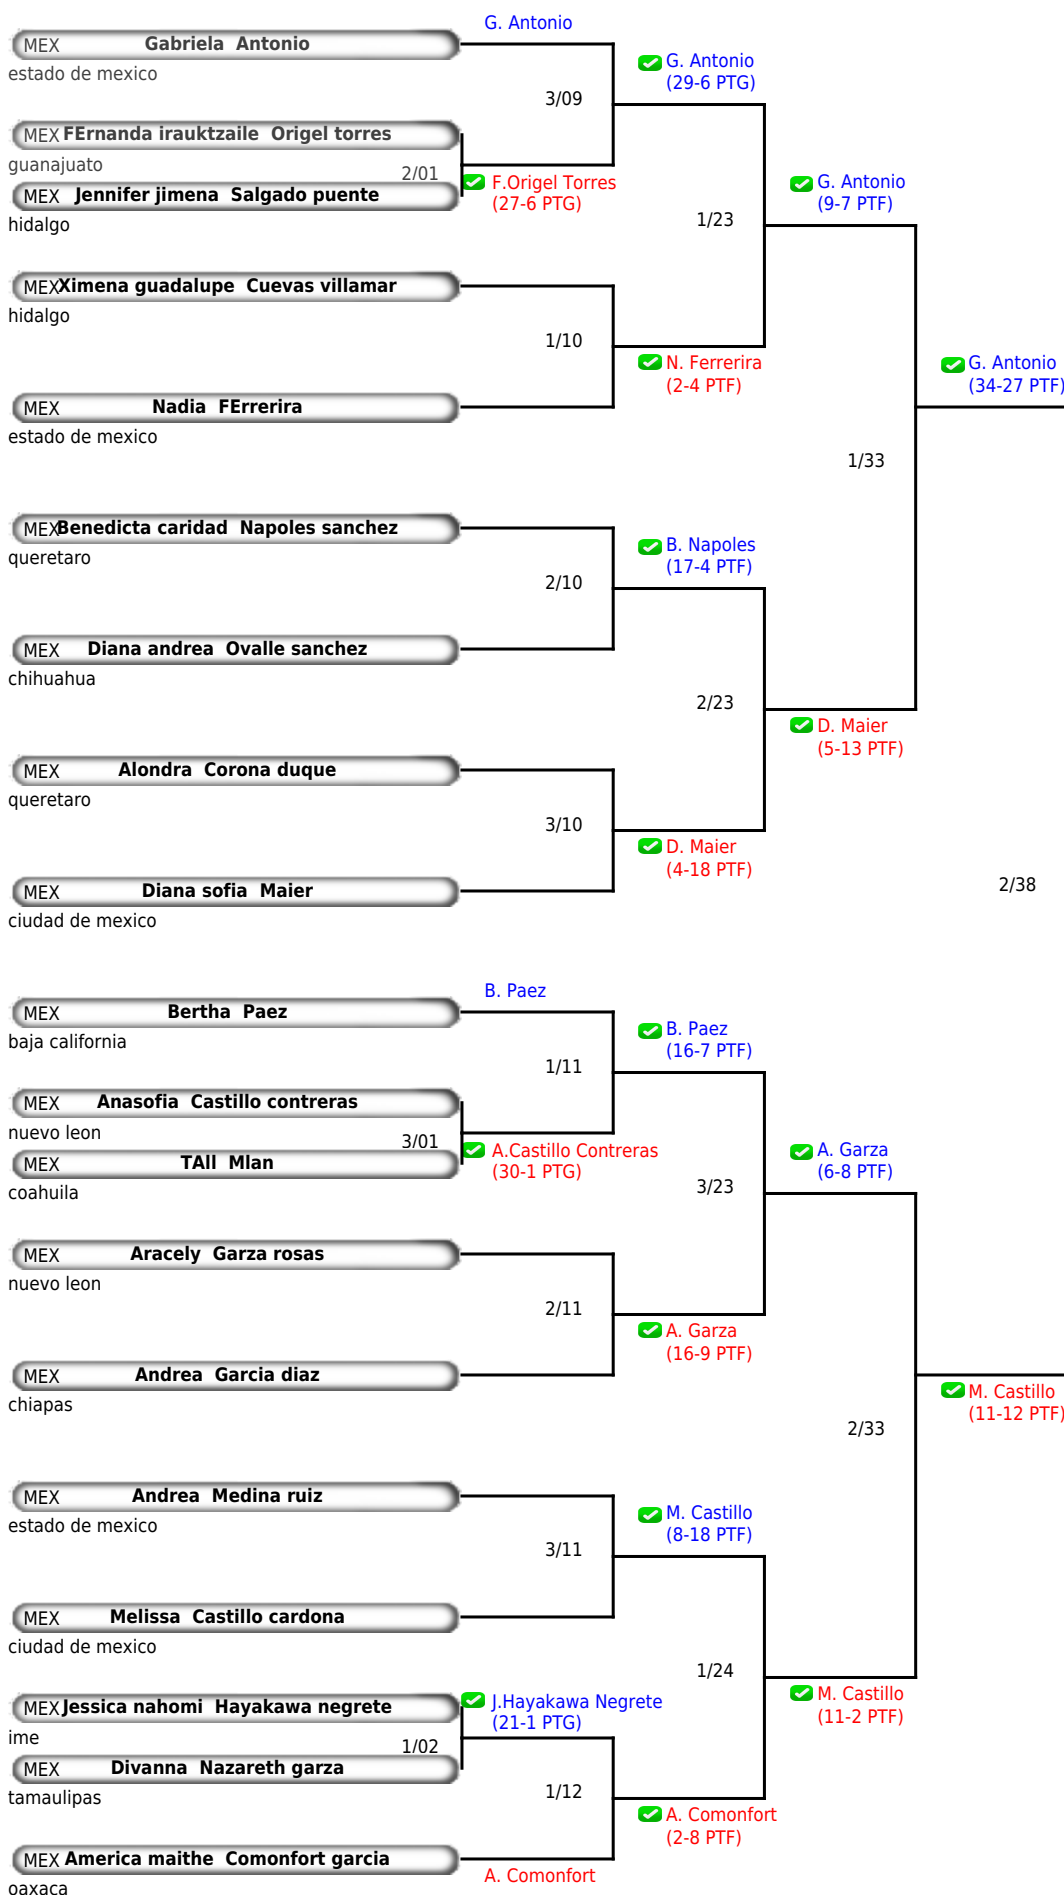 G. Antonio
MEX Gabriela Antonio
estado de mexico
G. Antonio
(29-6 PTG)
3/09
MEX FErnanda irauktzaile Origel torres
guanajuato
2/01
F.Origel Torres
(27-6 PTG)
MEX Jennifer jimena Salgado puente
hidalgo
G. Antonio
(9-7 PTF)
1/23
MEX Ximena guadalupe Cuevas villamar
hidalgo
1/10
N. Ferrerira
(2-4 PTF)
G. Antonio
(34-27 PTF)
MEX Nadia FErrerira
estado de mexico
1/33
MEX Benedicta caridad Napoles sanchez
queretaro
B. Napoles
(17-4 PTF)
2/10
MEX Diana andrea Ovalle sanchez
chihuahua
2/23
D. Maier
(5-13 PTF)
MEX Alondra Corona duque
queretaro
3/10
D. Maier
(4-18 PTF)
MEX Diana sofia Maier
ciudad de mexico
2/38
B. Paez
MEX Bertha Paez
baja california
B. Paez
(16-7 PTF)
1/11
MEX Anasofia Castillo contreras
nuevo leon
3/01
A.Castillo Contreras
(30-1 PTG)
MEX TAll Mlan
coahuila
A. Garza
(6-8 PTF)
3/23
MEX Aracely Garza rosas
nuevo leon
2/11
A. Garza
(16-9 PTF)
MEX Andrea Garcia diaz
chiapas
M. Castillo
(11-12 PTF)
2/33
MEX Andrea Medina ruiz
estado de mexico
M. Castillo
(8-18 PTF)
3/11
MEX Melissa Castillo cardona
ciudad de mexico
1/24
M. Castillo
(11-2 PTF)
MEX Jessica nahomi Hayakawa negrete
ime
J.Hayakawa Negrete
(21-1 PTG)
1/02
MEX Divanna Nazareth garza
tamaulipas
1/12
A. Comonfort
(2-8 PTF)
MEX America maithe Comonfort garcia
oaxaca
A. Comonfort